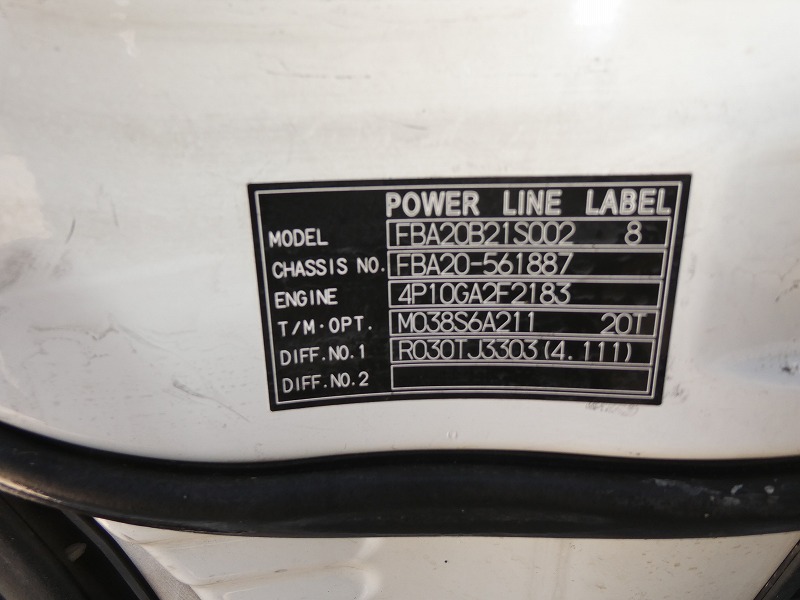 POWER LINE LABEL
MODEL FBA20B21S002 8
CHASSIS NO. FBA20-561887
ENGINE 4P10GA2F2183
T/M·OPT. M038S6A211 20T
DIFF.NO.1 R030TJ3303(4.111)
DIFF.NO.2